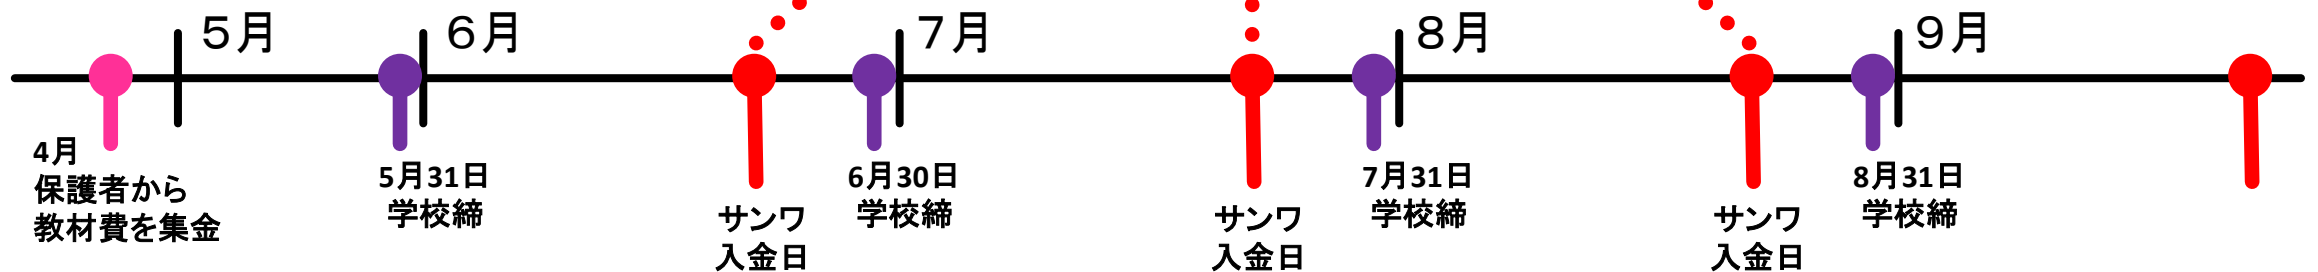 5月
6月
7月
8月
9月
4月
保護者から
教材費を集金
5月31日
学校締
サンワ
入金日
6月30日
学校締
サンワ
入金日
7月31日
学校締
サンワ
入金日
8月31日
学校締